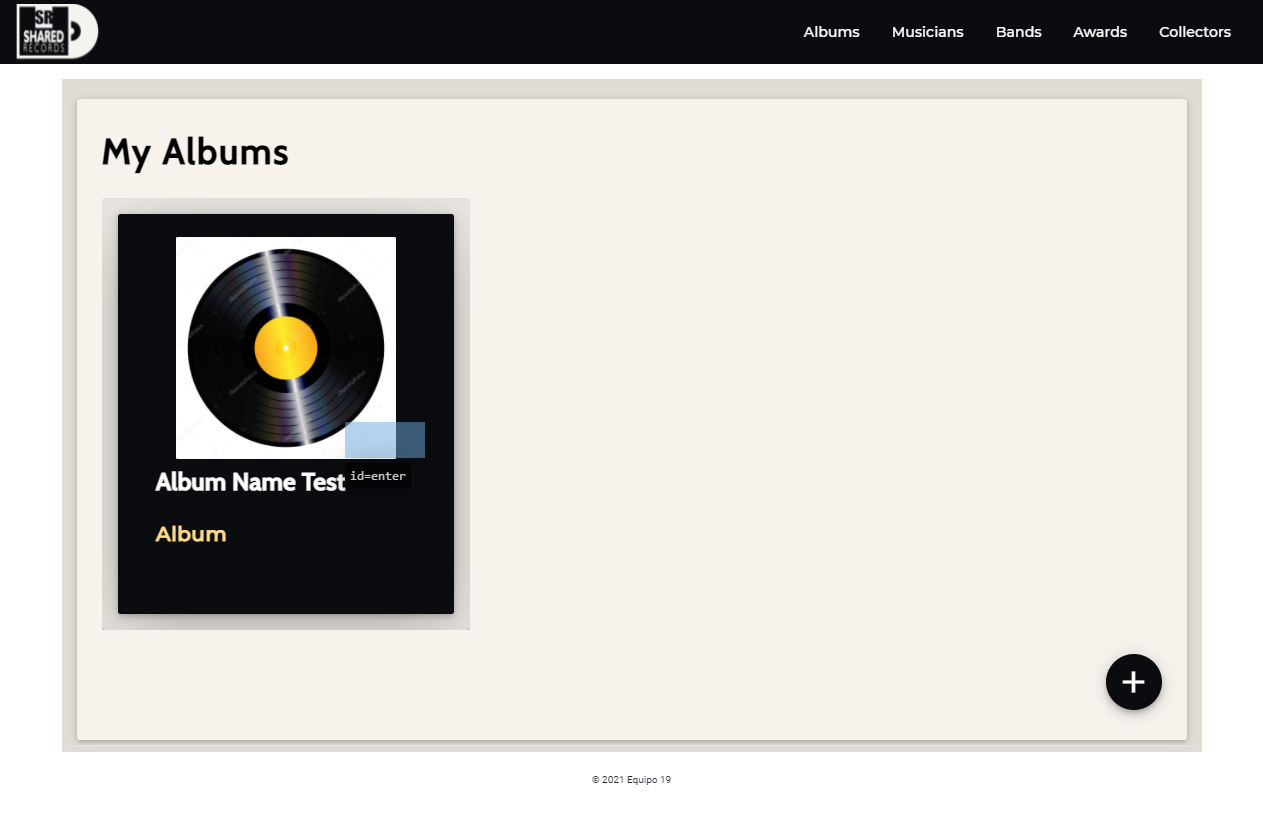 SR
SHARED
RECORDS
Albums
Musicians
Bands
Awards
Collectors
My Albums
Album Name Test
id=enter
Album
© 2021 Equipo 19